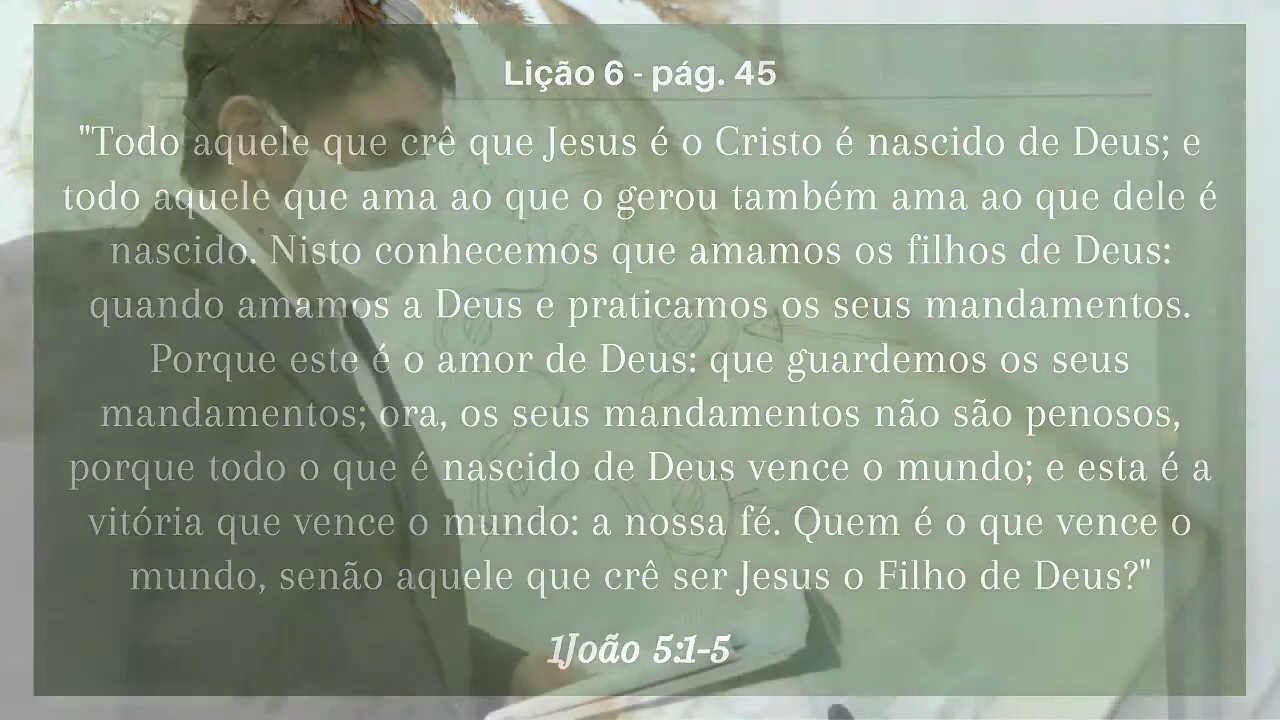 Lição 6 - pág. 45
"Todo aquele que crê que Jesus é o Cristo é nascido de Deus; e
todo aquele que ama ao que o gerou também ama ao que dele é
nascido. Nisto conhecemos que amamos os filhos de Deus:
quando amamos a Deus e praticamos os seus mandamentos.
Porque este é o amor de Deus: que guardemos os seus
mandamentos; ora, os seus mandamentos não são penosos,
porque todo o que é nascido de Deus vence o mundo; e esta é a
vitória que vence o mundo: a nossa fé. Quem é o que vence o
mundo, senão aquele que crê ser Jesus o Filho de Deus?"
1João 5:1-5